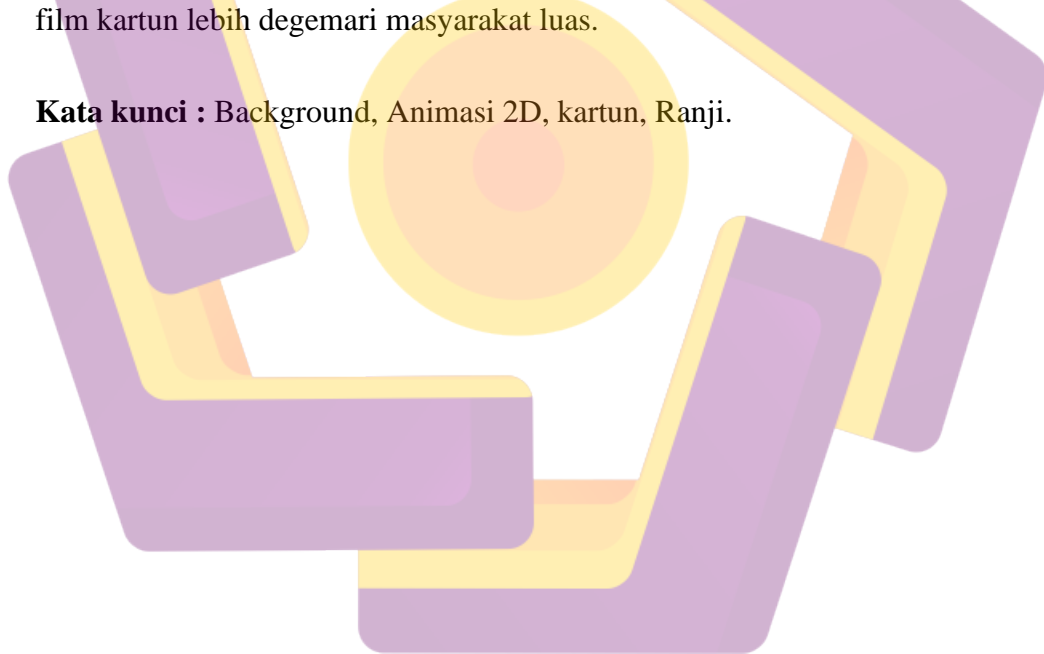 film kartun lebih degemari masyarakat luas.
Kata kunci : Background, Animasi 2D, kartun, Ranji.